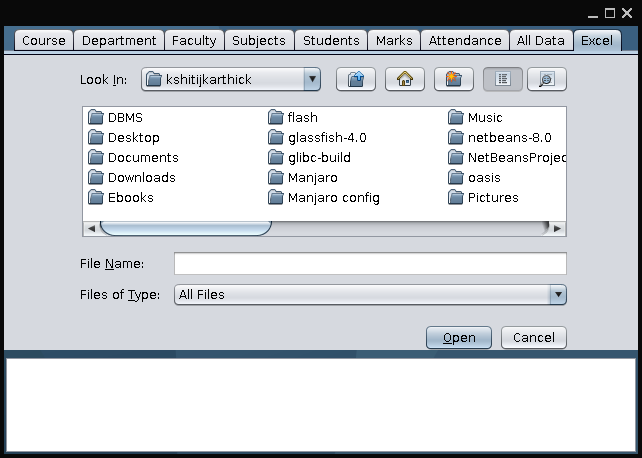 Course Department Faculty Subjects Students Marks Attendance All Data Excel
Look In: kshitijkarthick
DBMS flash Music
Desktop glassfish-4.0 netbeans-8.0
Documents glibc-build NetBeansProjec
Downloads Manjaro oasis
Ebooks Manjaro config Pictures
File Name:
Files of Type: All Files
Open Cancel